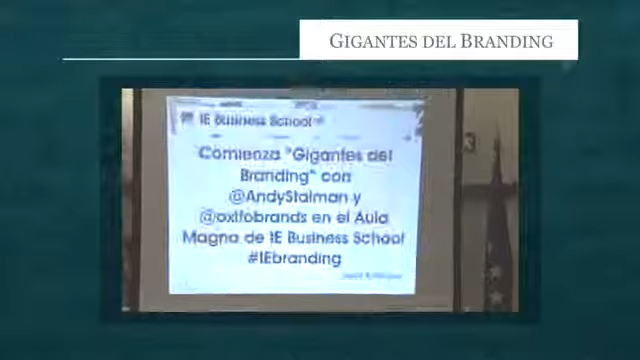 GIGANTES DEL BRANDING
IE Business School
Comienza "Gigantes del
Branding" con
@AndyStalman y
@oxitobrands en el Aula
Magna de IE Business School
#IEbranding